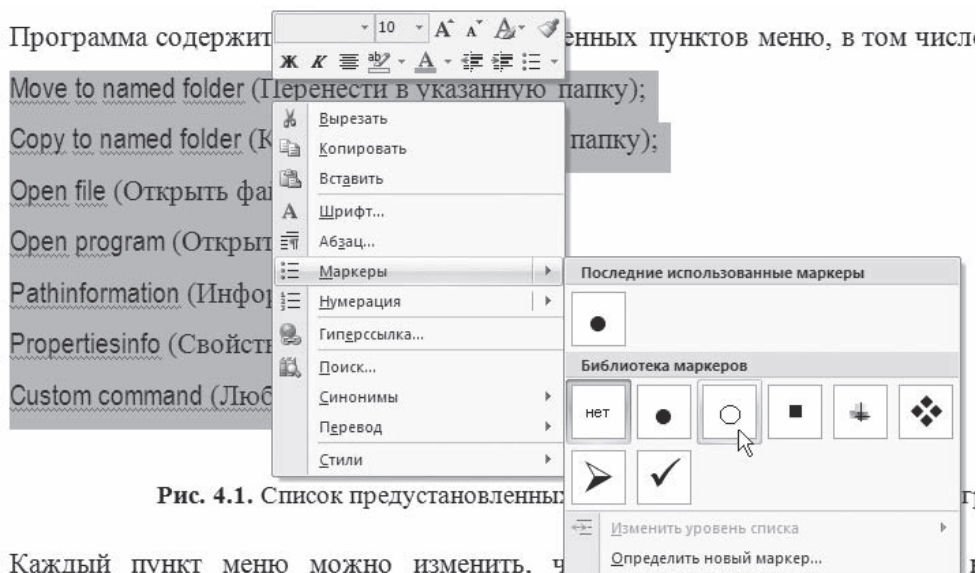 Программа содержит
10
енных пунктов меню, в том числе
Ж К
Move to named folder (Перенести в указанную папку);
Copy to named folder (К
папку);
Open file (Открыть фай
Open program (Открыт
Pathinformation (Инфор
Propertiesinfo (Свойств
Custom command (Люб
Вырезать
Копировать
Вставить
Шрифт...
Абзац...
Маркеры
Нумерация
Гиперссылка...
Поиск...
Синонимы
Перевод
Стили
Последние использованные маркеры
Библиотека маркеров
нет
Изменить уровень списка
Определить новый маркер...
Рис. 4.1. Список предустановленных
Каждый пункт меню можно изменить, ч